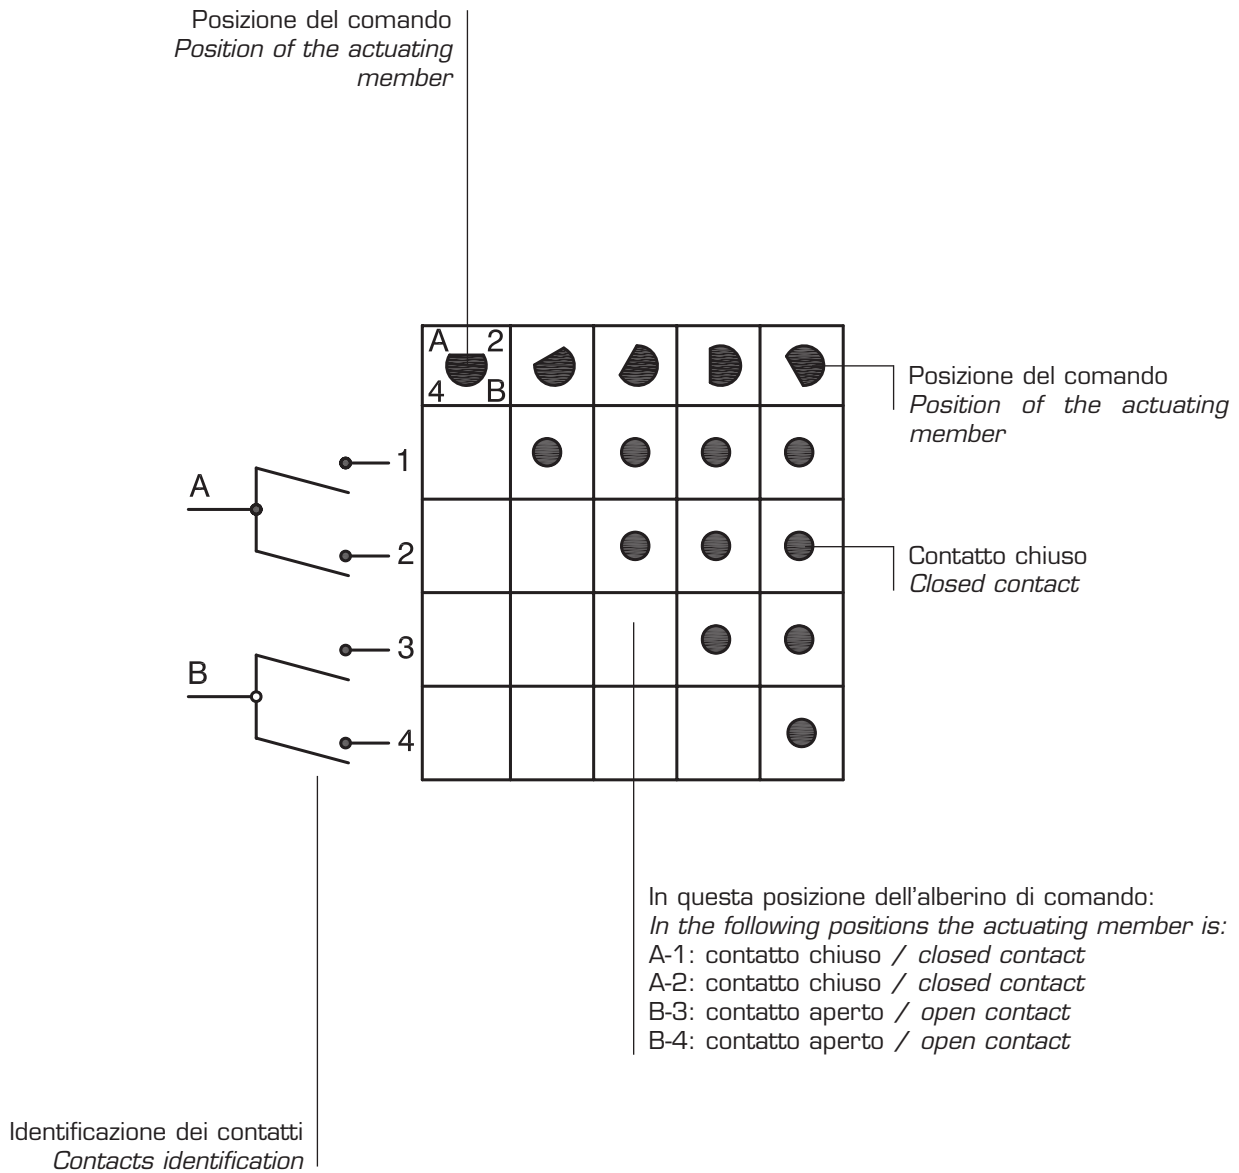 Posizione del comando
Position of the actuating
member
A 2
4 B
Posizione del comando
Position of the actuating
member
A
1
2
Contatto chiuso
Closed contact
B
3
4
In questa posizione dell'alberino di comando:
In the following positions the actuating member is:
A-1: contatto chiuso / closed contact
A-2: contatto chiuso / closed contact
B-3: contatto aperto / open contact
B-4: contatto aperto / open contact
Identificazione dei contatti
Contacts identification